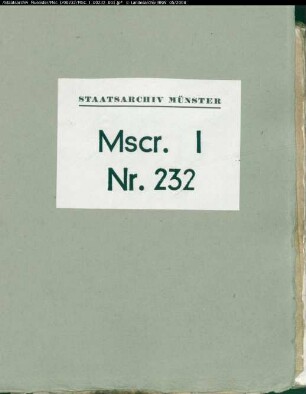 STAATSARCHIV MÜNSTER
Mscr. I
Nr. 232